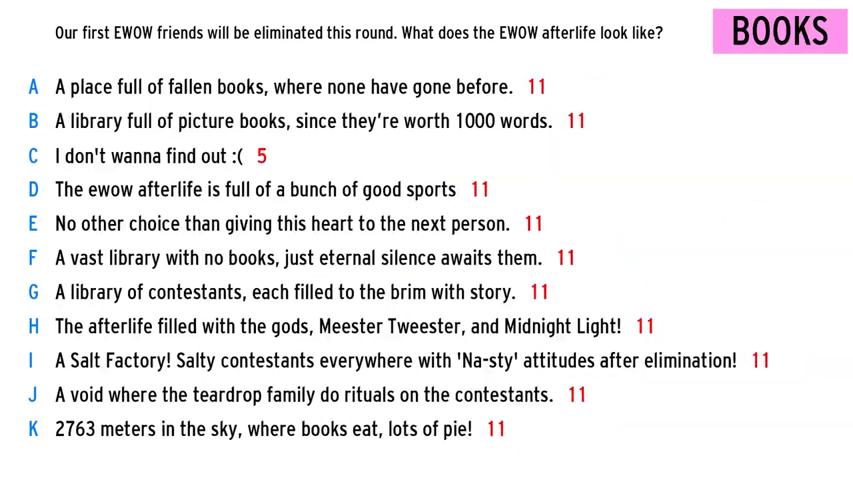 Our first EWOW friends will be eliminated this round. What does the EWOW afterlife look like?
BOOKS
A A place full of fallen books, where none have gone before. 11
B A library full of picture books, since they're worth 1000 words. 11
C I don't wanna find out :( 5
D The ewow afterlife is full of a bunch of good sports 11
E No other choice than giving this heart to the next person. 11
F A vast library with no books, just eternal silence awaits them. 11
G A library of contestants, each filled to the brim with story. 11
H The afterlife filled with the gods, Meester Tweester, and Midnight Light! 11
I A Salt Factory! Salty contestants everywhere with 'Na-sty' attitudes after elimination! 11
J A void where the teardrop family do rituals on the contestants. 11
K 2763 meters in the sky, where books eat, lots of pie! 11